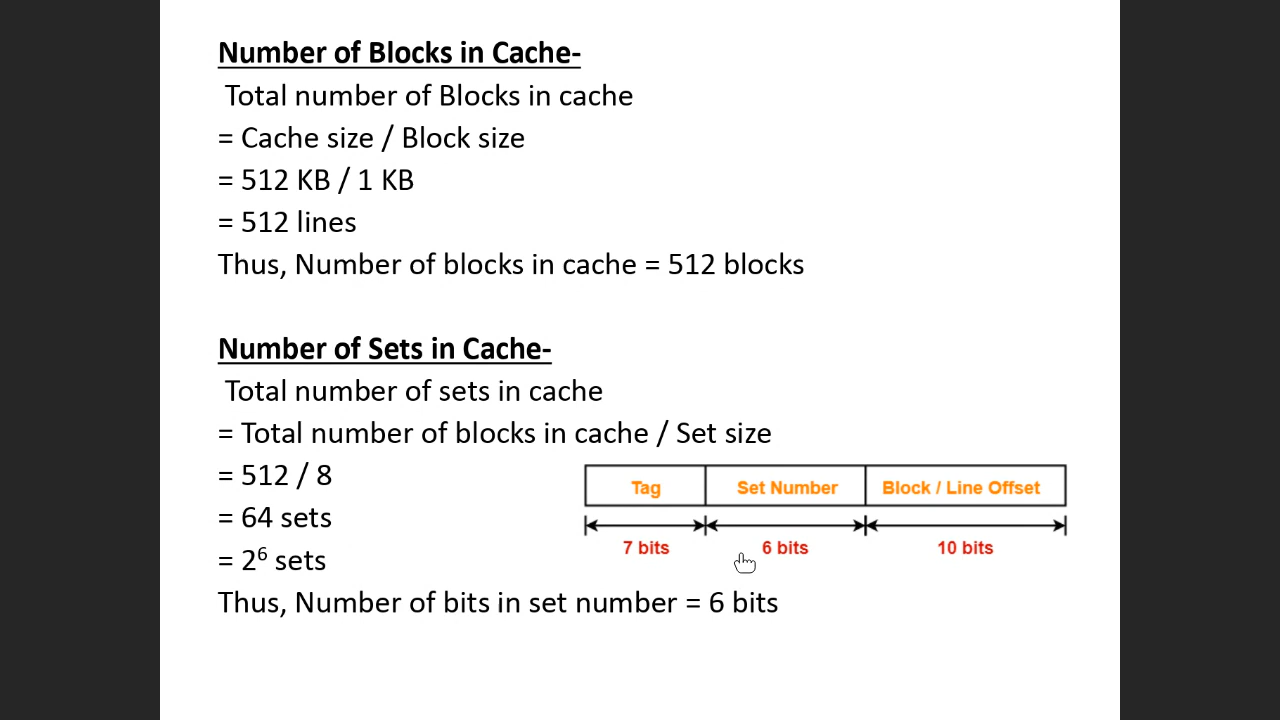 Number of Blocks in Cache-
Total number of Blocks in cache
= Cache size / Block size
= 512 KB / 1 KB
= 512 lines
Thus, Number of blocks in cache = 512 blocks
Number of Sets in Cache-
Total number of sets in cache
= Total number of blocks in cache / Set size
= 512 / 8
= 64 sets
= 2⁶ sets
Thus, Number of bits in set number = 6 bits
Tag Set Number Block / Line Offset
7 bits 6 bits 10 bits